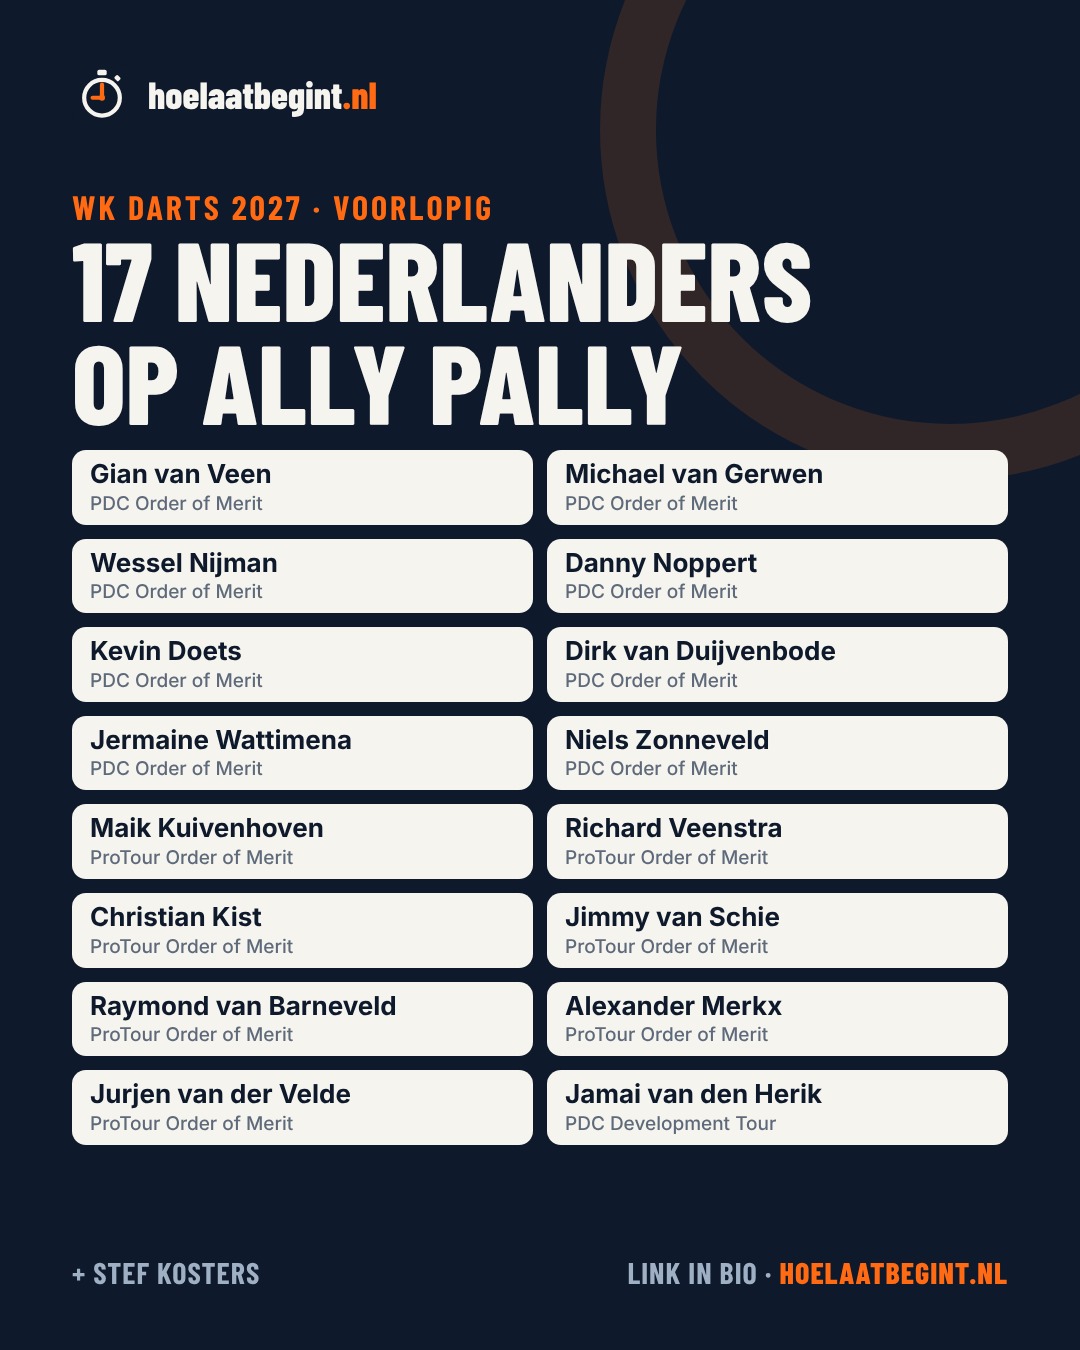 hoelaatbegint.nl
WK DARTS 2027 · VOORLOPIG
17 NEDERLANDERS
OP ALLY PALLY
Gian van Veen
PDC Order of Merit
Michael van Gerwen
PDC Order of Merit
Wessel Nijman
PDC Order of Merit
Danny Noppert
PDC Order of Merit
Kevin Doets
PDC Order of Merit
Dirk van Duijvenbode
PDC Order of Merit
Jermaine Wattimena
PDC Order of Merit
Niels Zonneveld
PDC Order of Merit
Maik Kuivenhoven
ProTour Order of Merit
Richard Veenstra
ProTour Order of Merit
Christian Kist
ProTour Order of Merit
Jimmy van Schie
ProTour Order of Merit
Raymond van Barneveld
ProTour Order of Merit
Alexander Merkx
ProTour Order of Merit
Jurjen van der Velde
ProTour Order of Merit
Jamai van den Herik
PDC Development Tour
+ STEF KOSTERS
LINK IN BIO · HOELAATBEGINT.NL